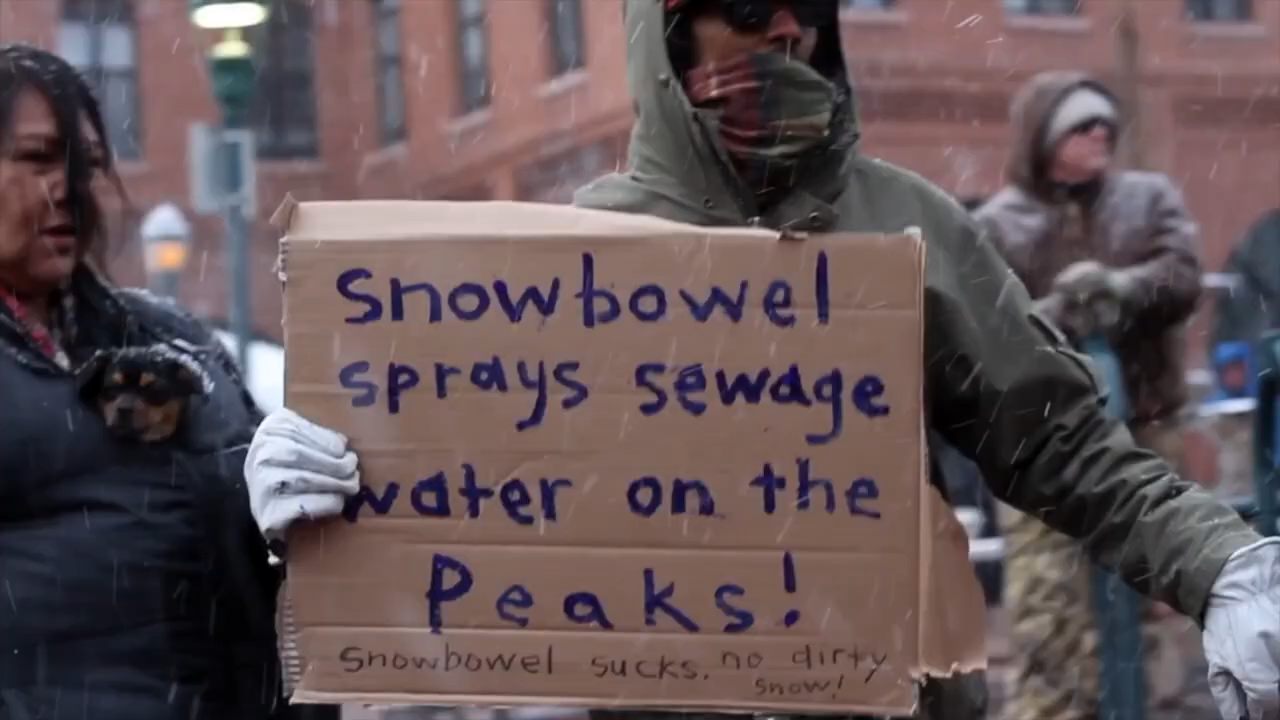 Snowbowel
sprays sewage
water on the
Peaks!
Snowbowel sucks. no dirty
snow!